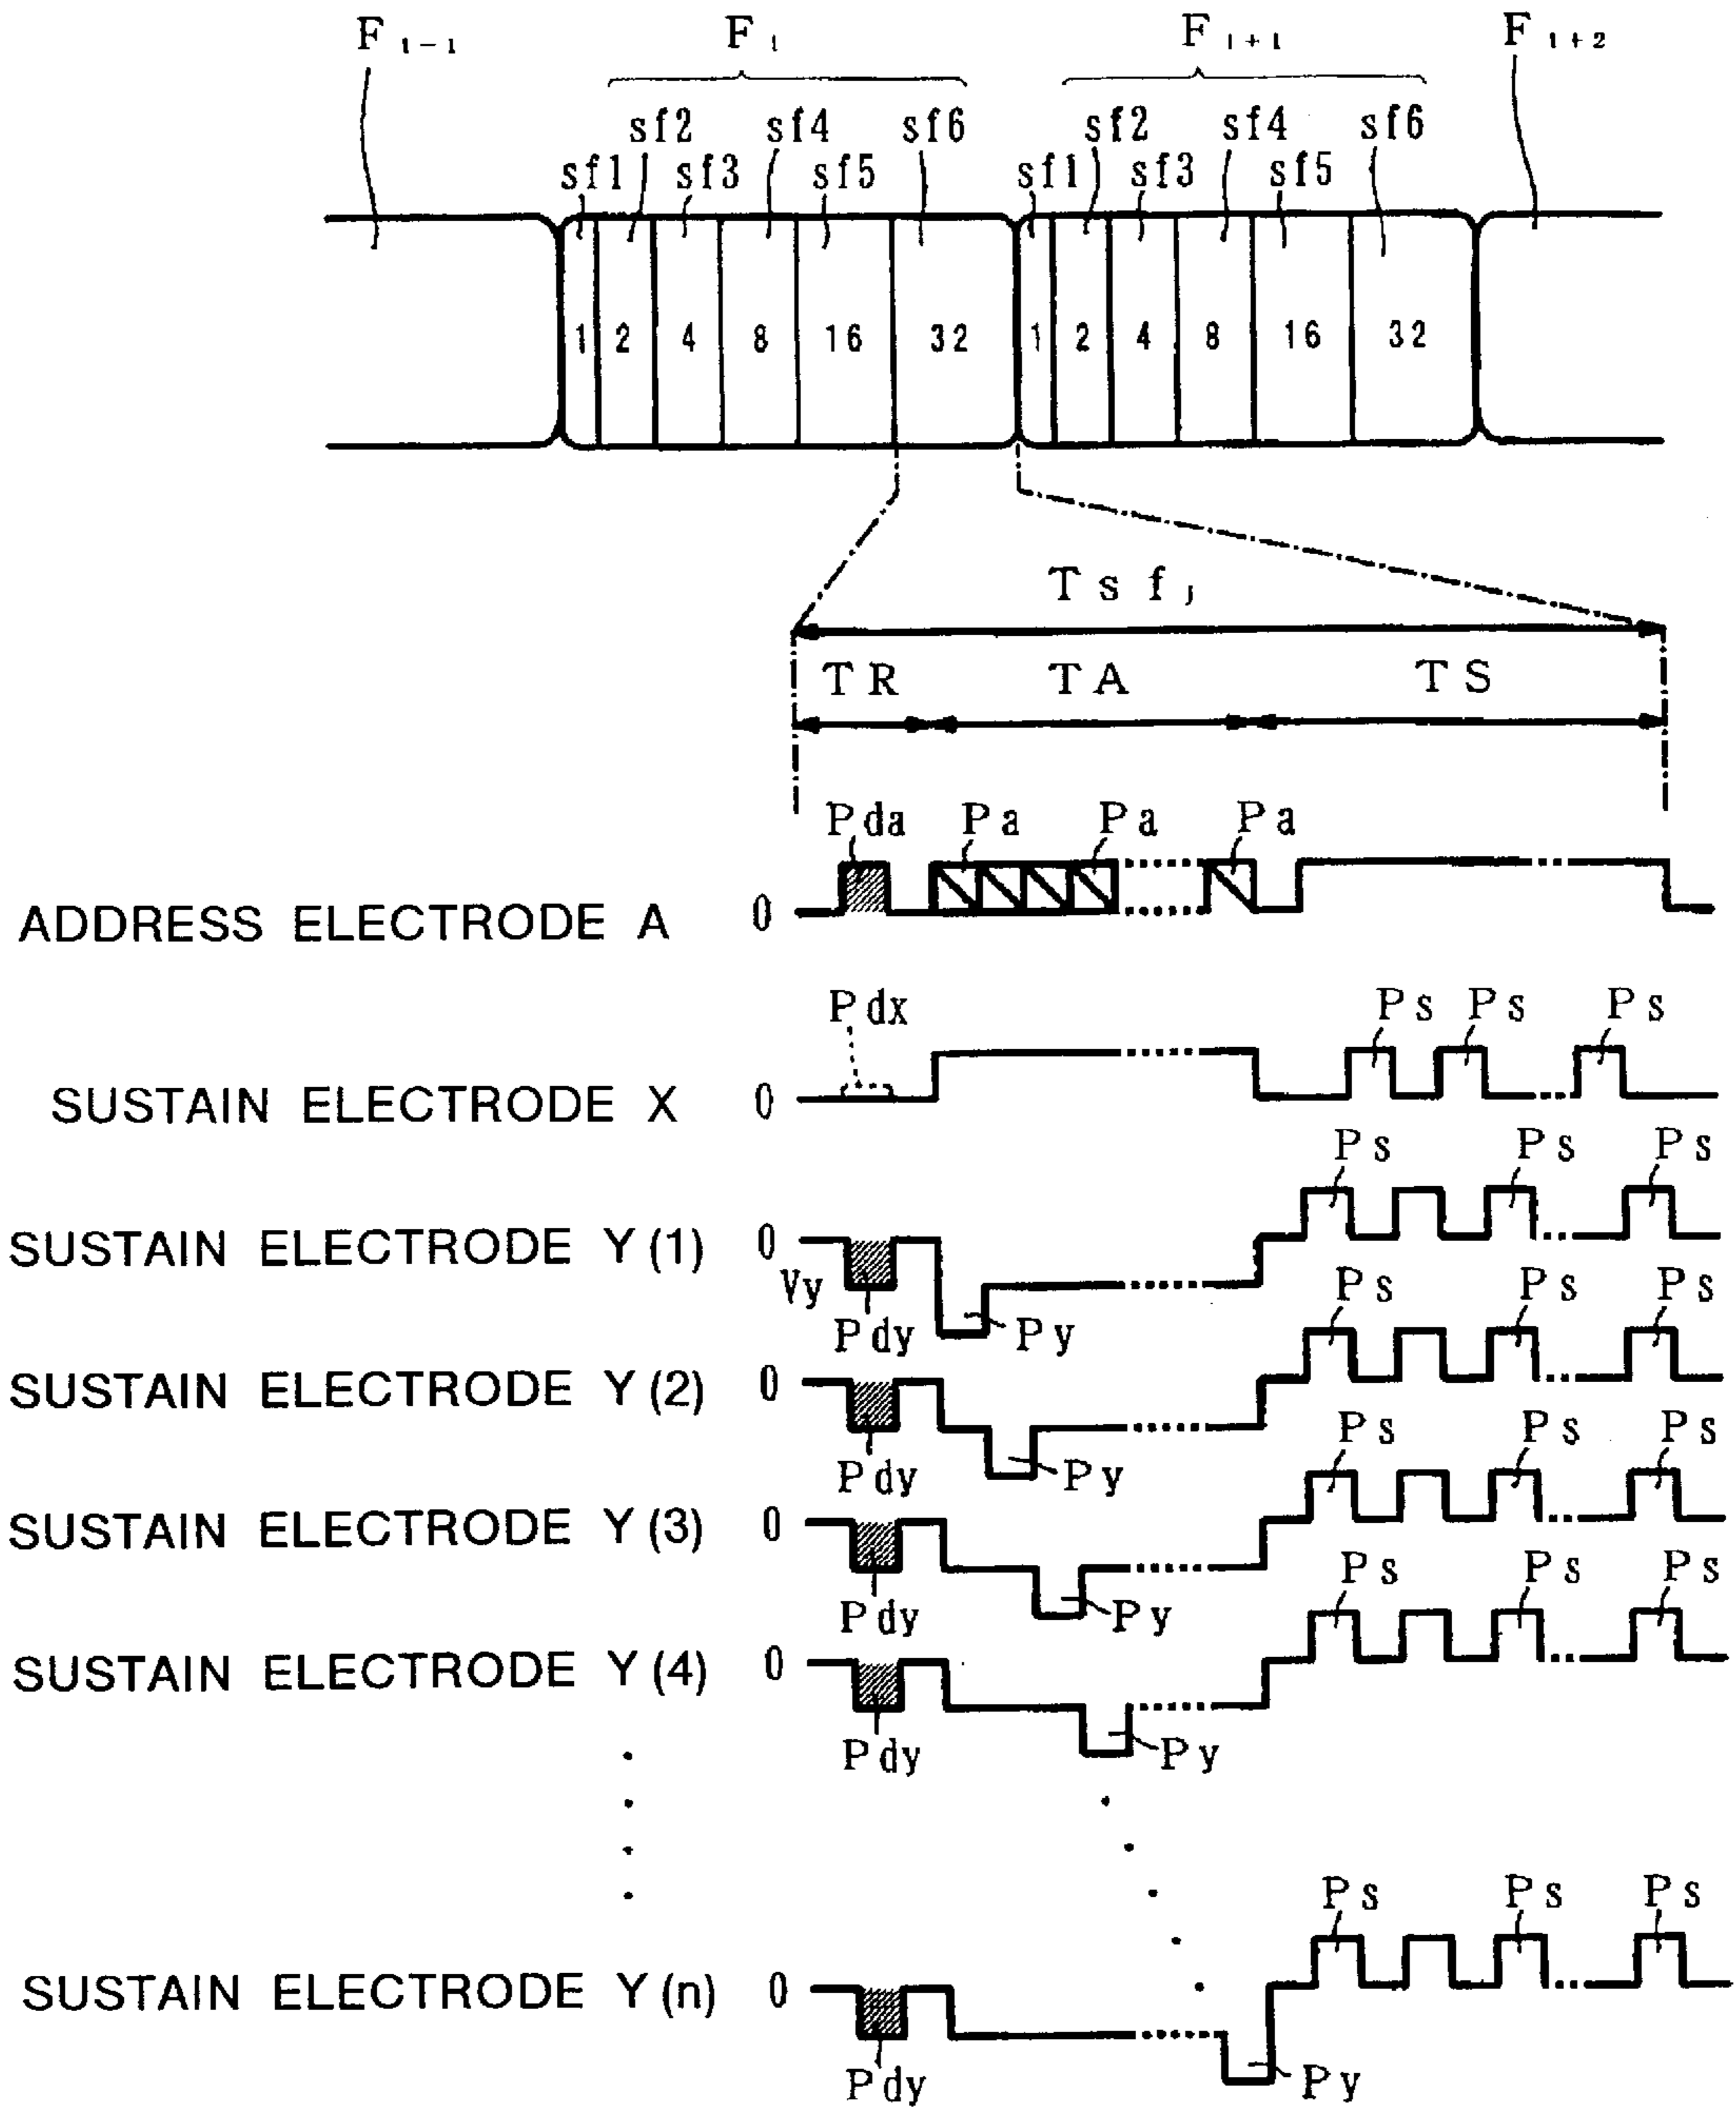 F i-1 F i F i+1 F i+2
sf2 sf4 sf6 sf2 sf4 sf6
sf1 sf3 sf5 sf1 sf3 sf5
1 2 4 8 16 32 1 2 4 8 16 32
Tsf j
TR TA TS
Pda Pa Pa Pa
ADDRESS ELECTRODE A 0
Pdx Ps Ps Ps
SUSTAIN ELECTRODE X 0
Ps Ps Ps
SUSTAIN ELECTRODE Y(1) 0
Vy
Pdy Py
Ps Ps Ps
SUSTAIN ELECTRODE Y(2) 0
Pdy Py
Ps Ps Ps
SUSTAIN ELECTRODE Y(3) 0
Pdy Py
Ps Ps Ps
SUSTAIN ELECTRODE Y(4) 0
Pdy Py
Ps Ps Ps
SUSTAIN ELECTRODE Y(n) 0
Pdy Py